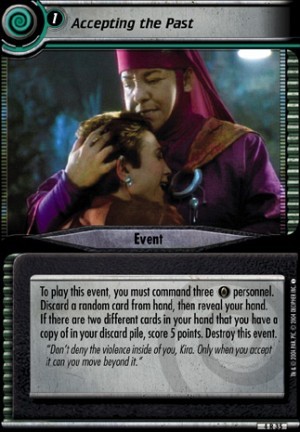 1 Accepting the Past
Event
To play this event, you must command three personnel.
Discard a random card from hand, then reveal your hand.
If there are two different cards in your hand that you have a
copy of in your discard pile, score 5 points. Destroy this event.
"Don't deny the violence inside of you, Kira. Only when you accept
it can you move beyond it."
6 R 35